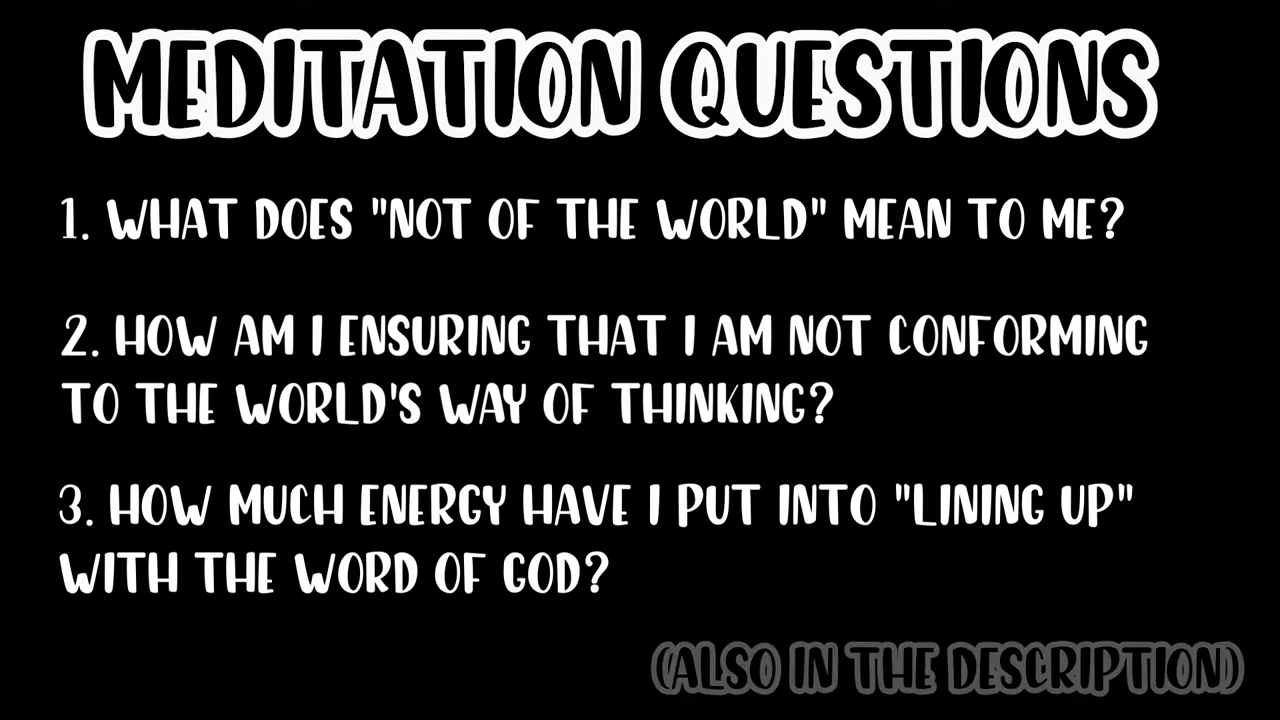 MEDITATION QUESTIONS
1. WHAT DOES "NOT OF THE WORLD" MEAN TO ME?
2. HOW AM I ENSURING THAT I AM NOT CONFORMING
TO THE WORLD'S WAY OF THINKING?
3. HOW MUCH ENERGY HAVE I PUT INTO "LINING UP"
WITH THE WORD OF GOD?
(ALSO IN THE DESCRIPTION)